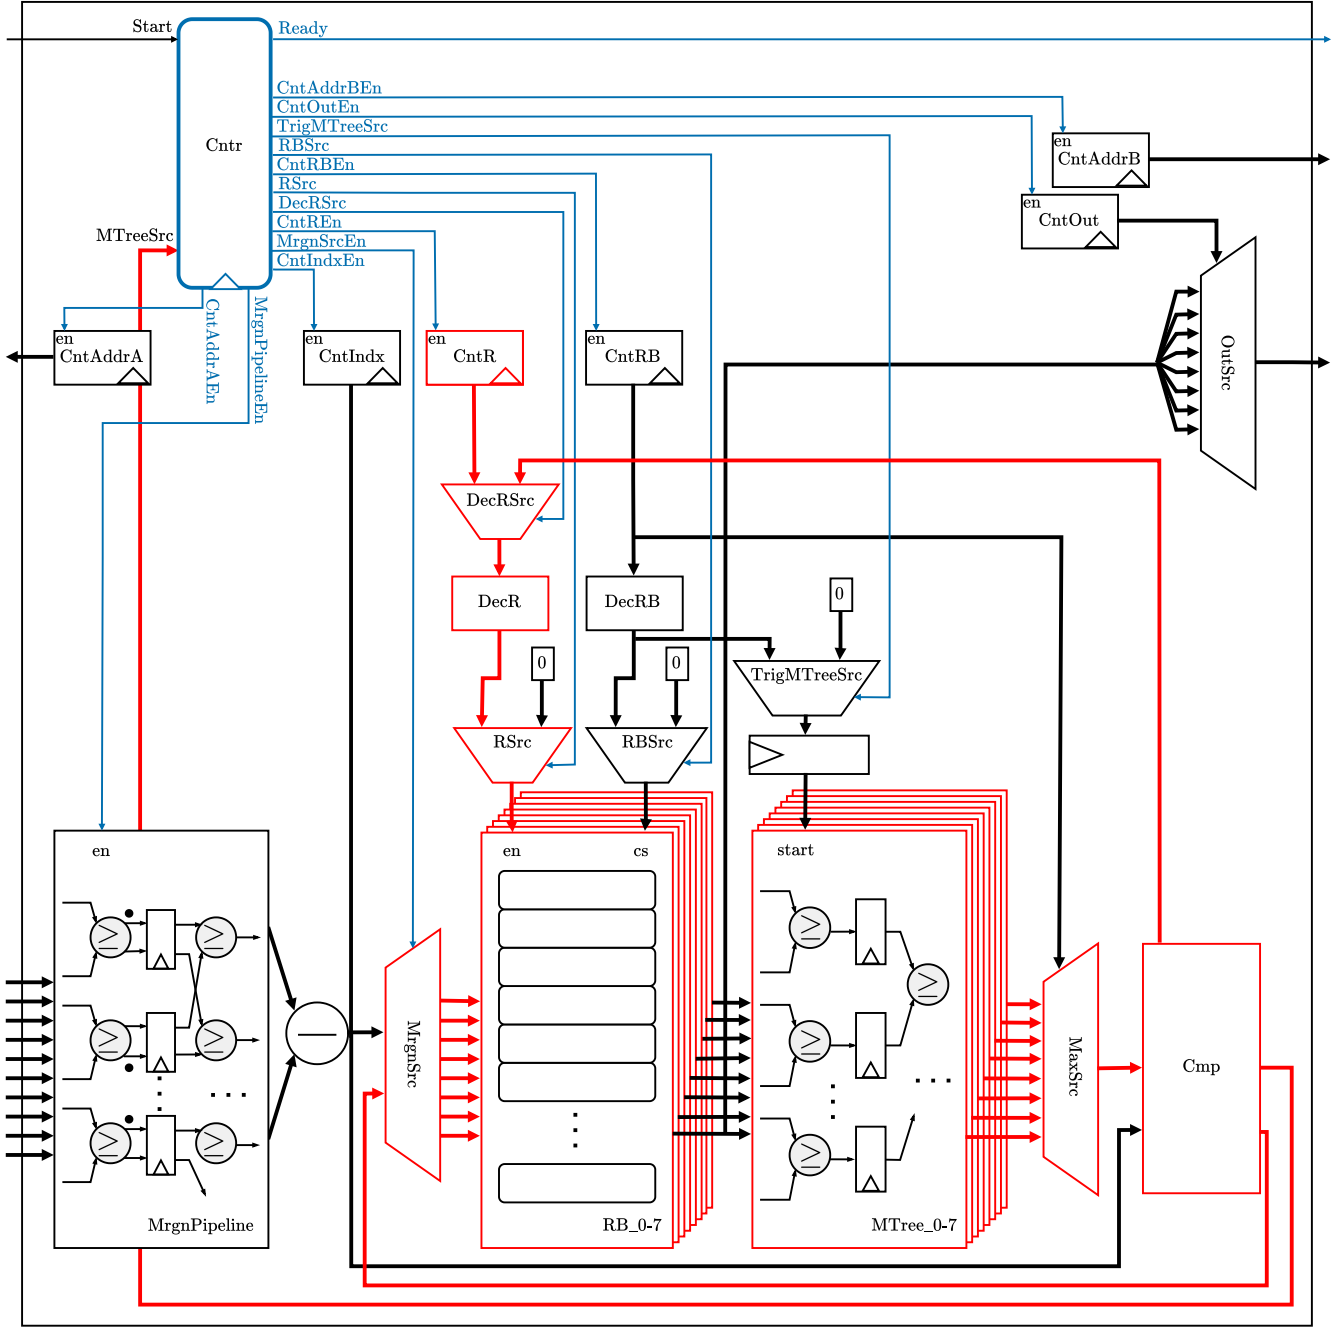 Start
Ready
CntAddrBEn
CntOutEn
TrigMTreeSrc
RBSrc
CntRBEn
RSrc
DecRSrc
CntREn
MrgnSrcEn
CntIndxEn
Cntr
MTreeSrc
en
CntAddrB
en
CntOut
CntAddrAEn
MrgnPipelineEn
en
CntAddrA
en
CntIndx
en
CntR
en
CntRB
OutSrc
DecRSrc
DecR
DecRB
0
0
0
TrigMTreeSrc
RSrc
RBSrc
en
en
cs
start
≥
≥
≥
≥
≥
≥
≥
≥
≥
≥
MrgnSrc
MaxSrc
Cmp
MrgnPipeline
RB_0-7
MTree_0-7